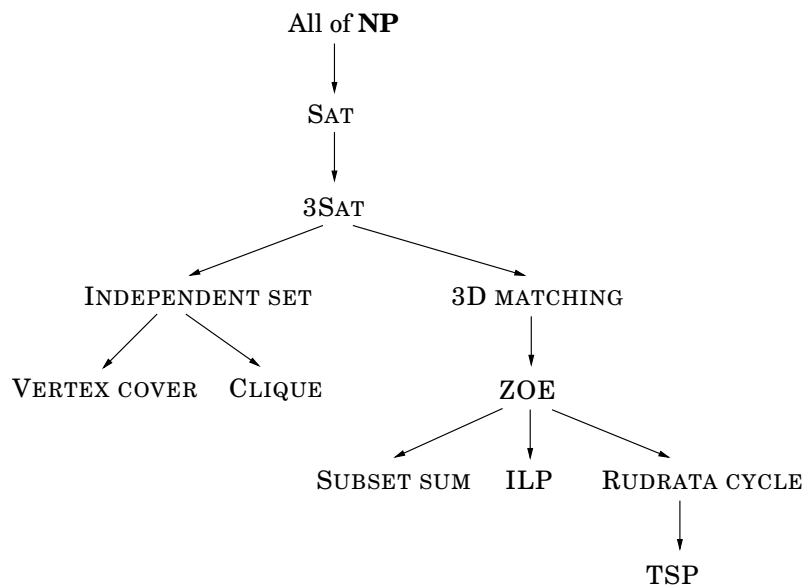 All of NP
SAT
3SAT
INDEPENDENT SET 3D MATCHING
VERTEX COVER CLIQUE ZOE
SUBSET SUM ILP RUDRATA CYCLE
TSP